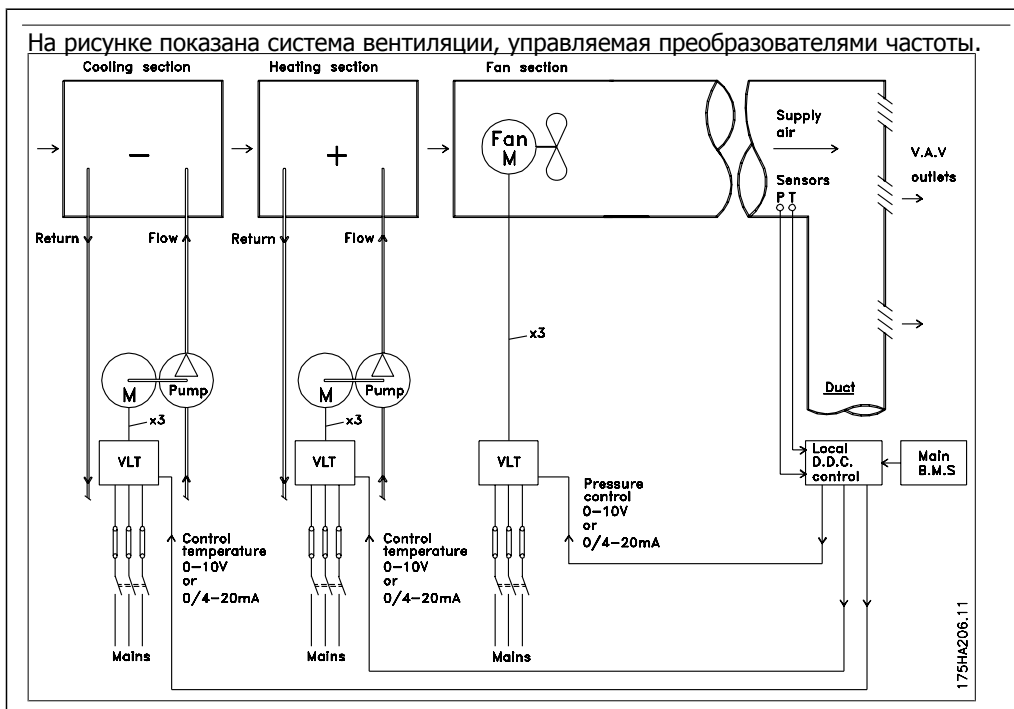 На рисунке показана система вентиляции, управляемая преобразователями частоты.
Cooling section
Heating section
Fan section
Fan
M
Supply
air
Sensors
P T
V.A.V
outlets
Return
Flow
Return
Flow
x3
M
Pump
M
Pump
Duct
x3
x3
VLT
VLT
VLT
Local
D.D.C.
control
Main
B.M.S
Pressure
control
0–10V
or
0/4–20mA
Control
temperature
0–10V
or
0/4–20mA
Control
temperature
0–10V
or
0/4–20mA
Mains
Mains
Mains
175HA206.11